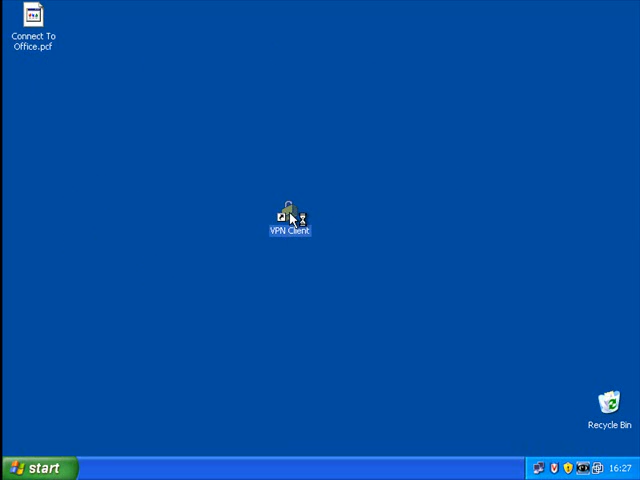 Connect To
Office.pcf
VPN Client
Recycle Bin
start
16:27